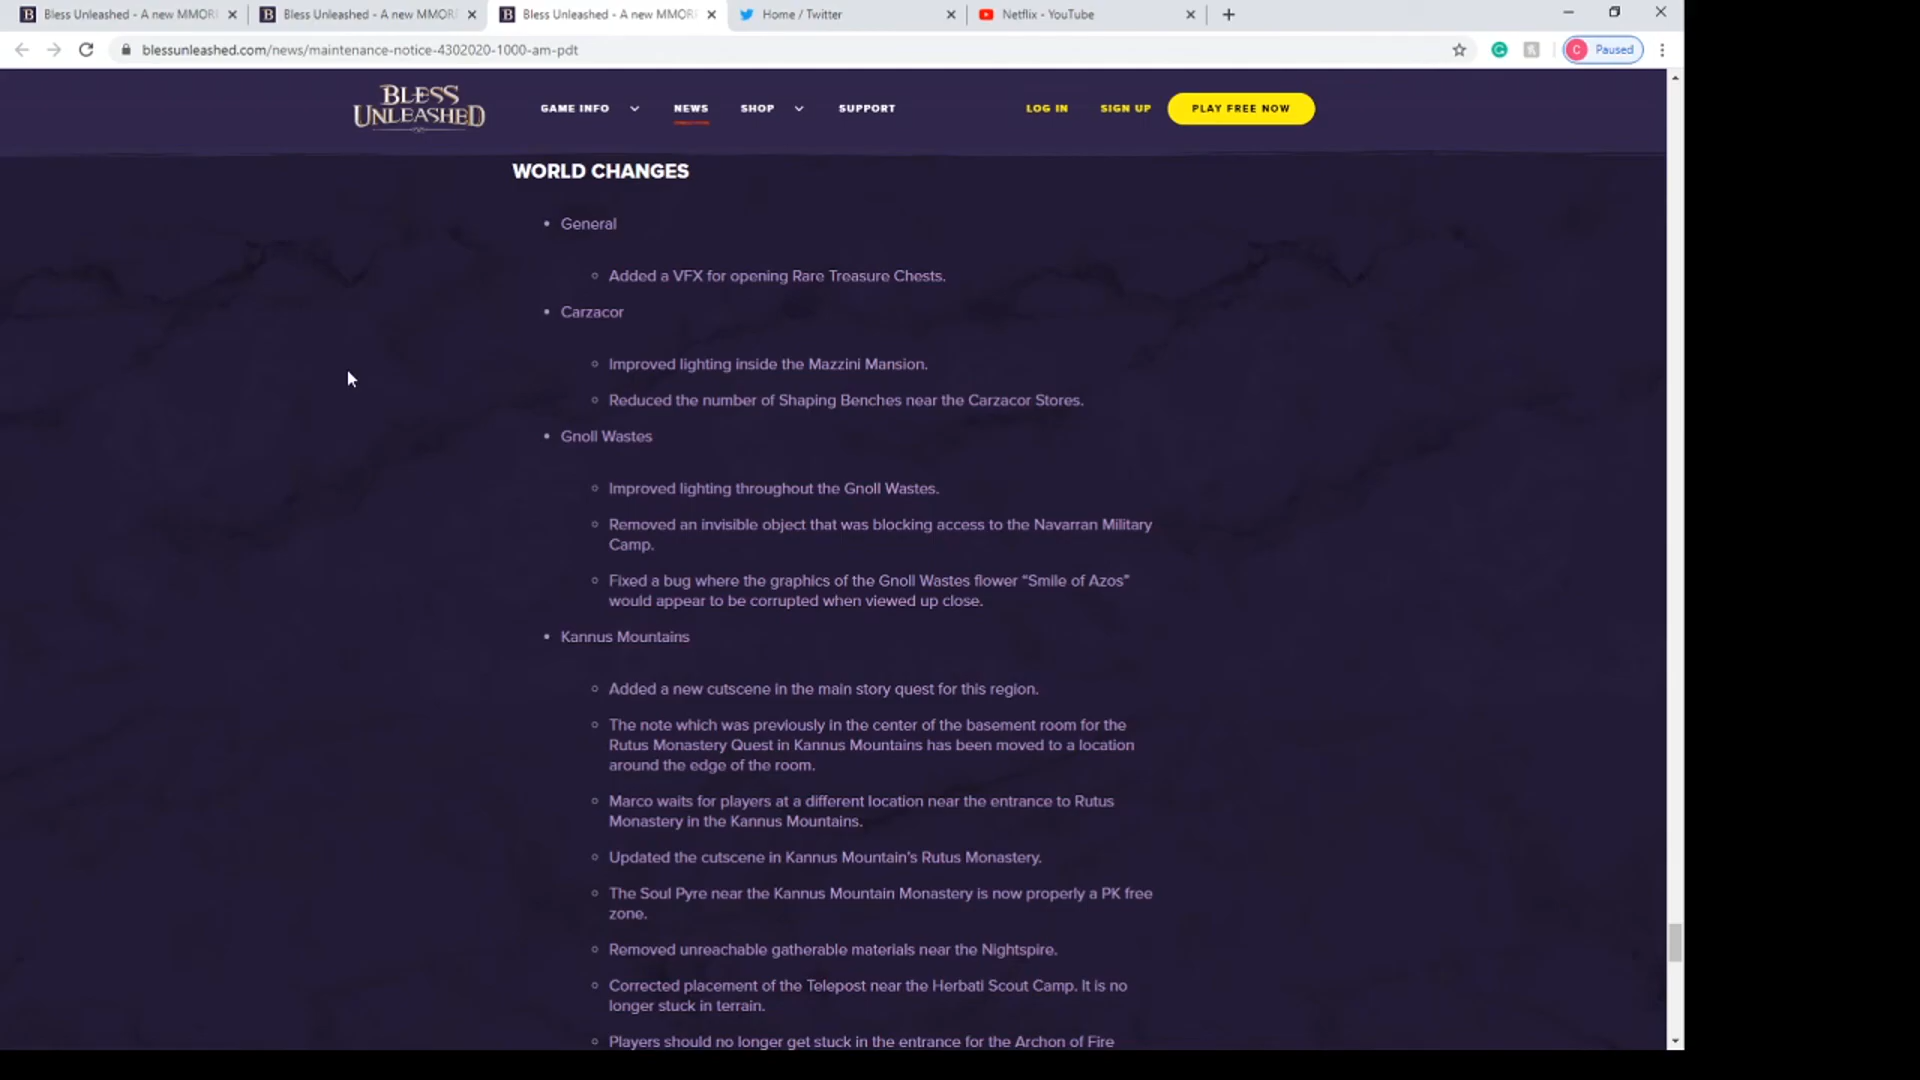 Bless Unleashed - A new MMOR
Bless Unleashed - A new MMOR
Bless Unleashed - A new MMOR
Home / Twitter
Netflix - YouTube
blessunleashed.com/news/maintenance-notice-4302020-1000-am-pdt
C Paused
BLESS
UNLEASHED
GAME INFO
NEWS
SHOP
SUPPORT
LOG IN
SIGN UP
PLAY FREE NOW
WORLD CHANGES
General
Added a VFX for opening Rare Treasure Chests.
Carzacor
Improved lighting inside the Mazzini Mansion.
Reduced the number of Shaping Benches near the Carzacor Stores.
Gnoll Wastes
Improved lighting throughout the Gnoll Wastes.
Removed an invisible object that was blocking access to the Navarran Military
Camp.
Fixed a bug where the graphics of the Gnoll Wastes flower “Smile of Azos”
would appear to be corrupted when viewed up close.
Kannus Mountains
Added a new cutscene in the main story quest for this region.
The note which was previously in the center of the basement room for the
Rutus Monastery Quest in Kannus Mountains has been moved to a location
around the edge of the room.
Marco waits for players at a different location near the entrance to Rutus
Monastery in the Kannus Mountains.
Updated the cutscene in Kannus Mountain's Rutus Monastery.
The Soul Pyre near the Kannus Mountain Monastery is now properly a PK free
zone.
Removed unreachable gatherable materials near the Nightspire.
Corrected placement of the Telepost near the Herbati Scout Camp. It is no
longer stuck in terrain.
Players should no longer get stuck in the entrance for the Archon of Fire